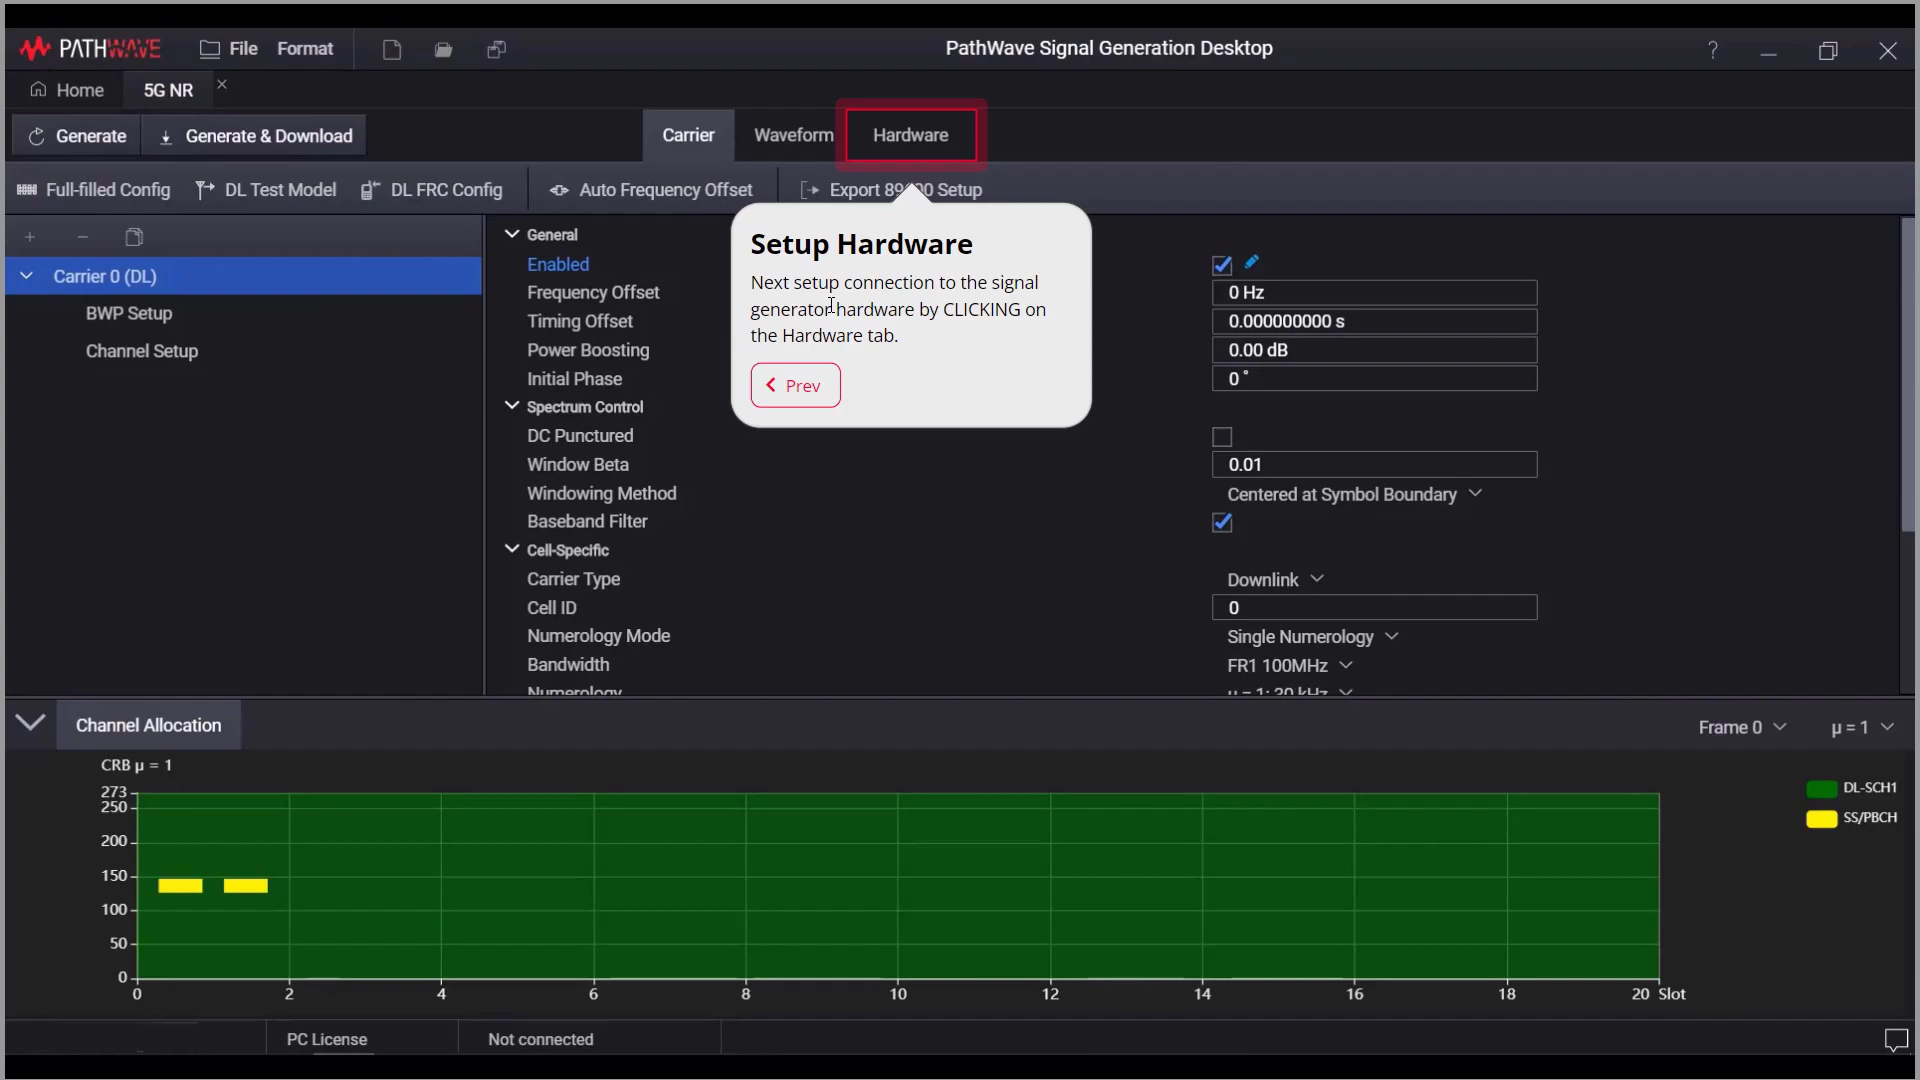 PATHWAVE File Format PathWave Signal Generation Desktop ?
Home 5G NR
Generate Generate & Download Carrier Waveform Hardware
Full-filled Config DL Test Model DL FRC Config Auto Frequency Offset Export Setup
Setup Hardware
Next setup connection to the signal
generator hardware by CLICKING on
the Hardware tab.
Prev
Carrier 0 (DL)
BWP Setup
Channel Setup
General
Enabled
Frequency Offset 0 Hz
Timing Offset 0.000000000 s
Power Boosting 0.00 dB
Initial Phase 0 °
Spectrum Control
DC Punctured
Window Beta 0.01
Windowing Method Centered at Symbol Boundary
Baseband Filter
Cell-Specific
Carrier Type Downlink
Cell ID 0
Numerology Mode Single Numerology
Bandwidth FR1 100MHz
Numerology μ = 1: 30 kHz
Channel Allocation Frame 0 μ = 1
CRB μ = 1
273
250
200
150
100
50
0
0 2 4 6 8 10 12 14 16 18 20 Slot
DL-SCH1
SS/PBCH
PC License Not connected